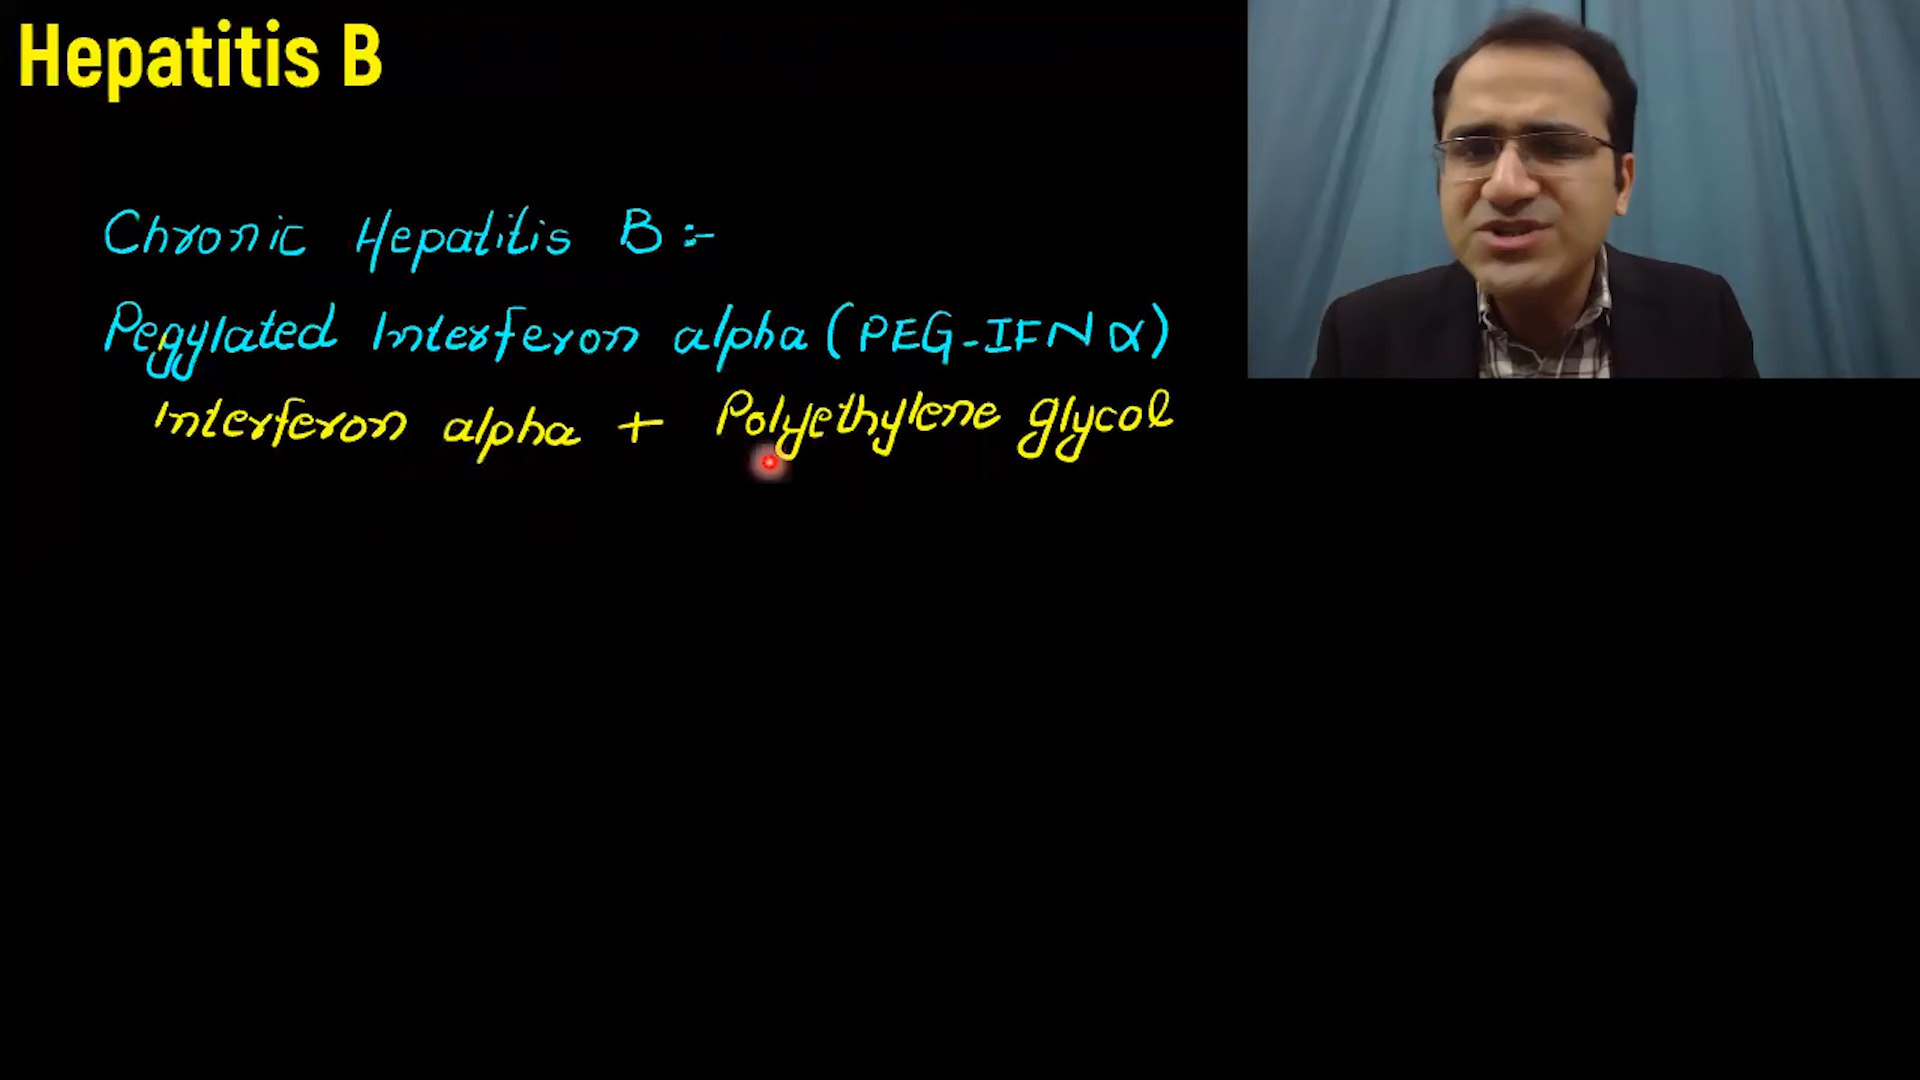 Hepatitis B
Chronic Hepatitis B :-
Pegylated Interferon alpha (PEG-IFN α)
Interferon alpha + Polyethylene glycol